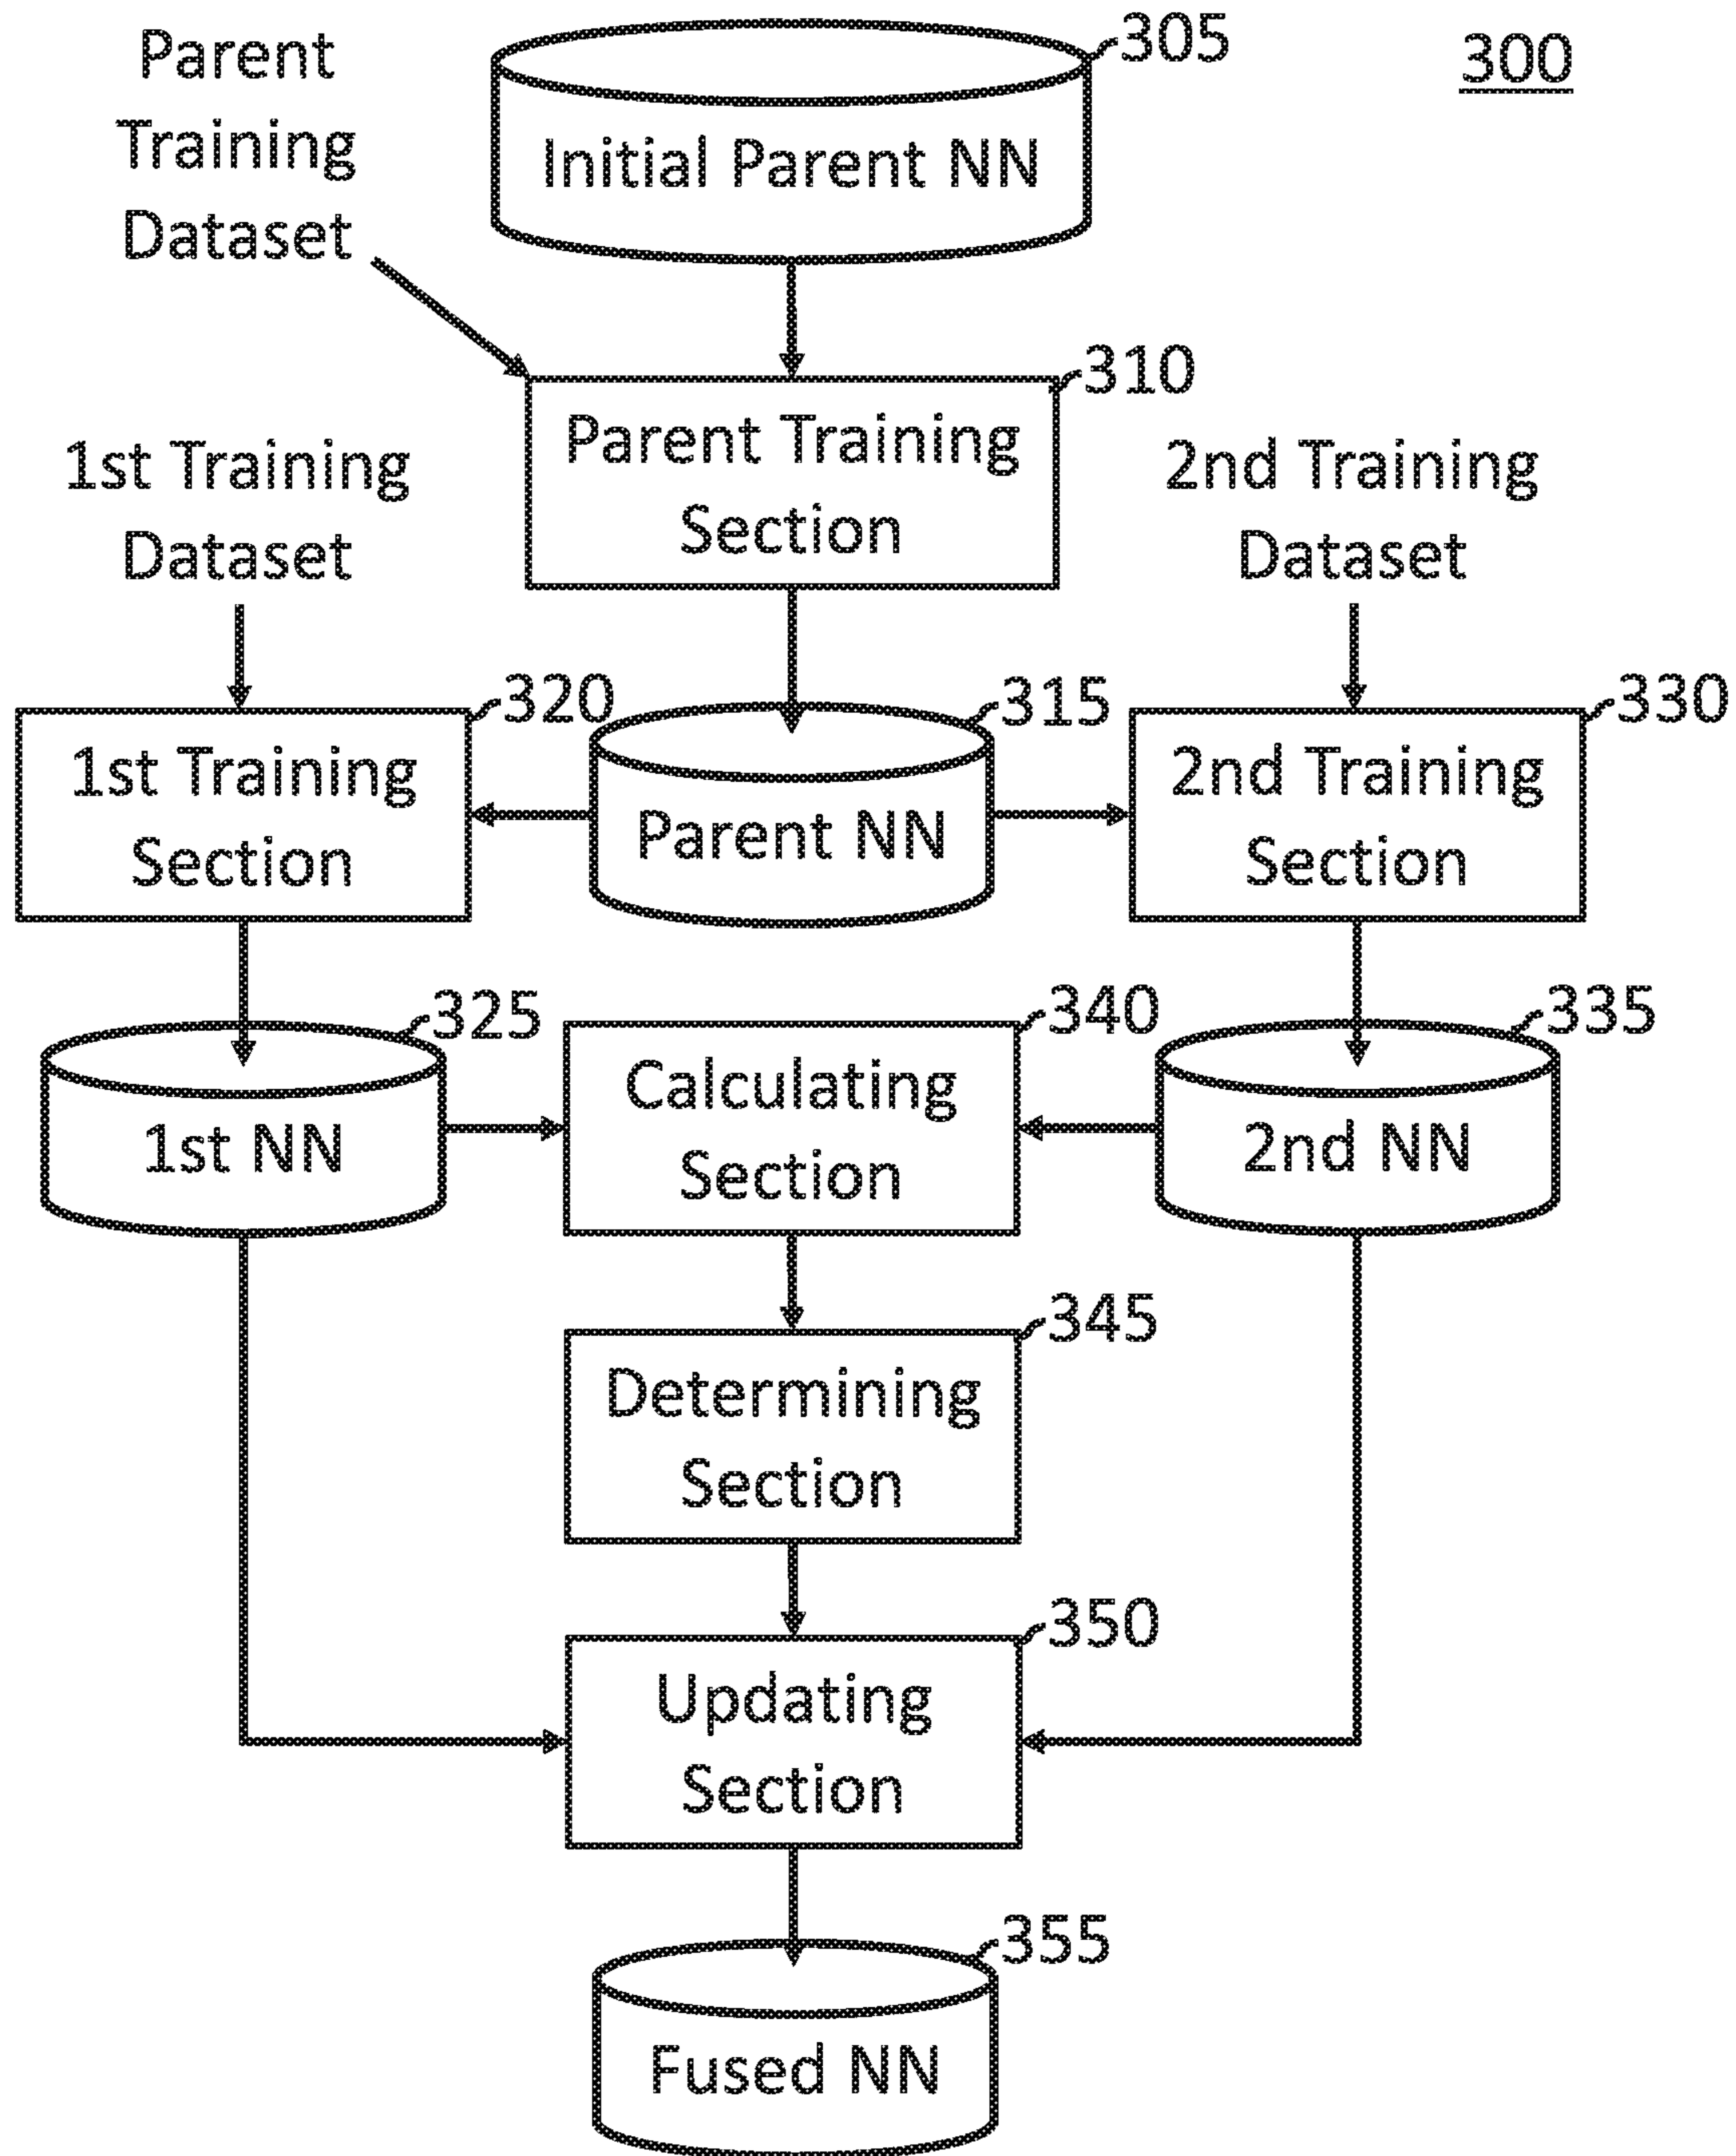 Parent
Training
Dataset
305
300
Initial Parent NN
310
Parent Training
Section
1st Training
Dataset
2nd Training
Dataset
320
315
330
1st Training
Section
Parent NN
2nd Training
Section
325
340
335
1st NN
Calculating
Section
2nd NN
345
Determining
Section
350
Updating
Section
355
Fused NN